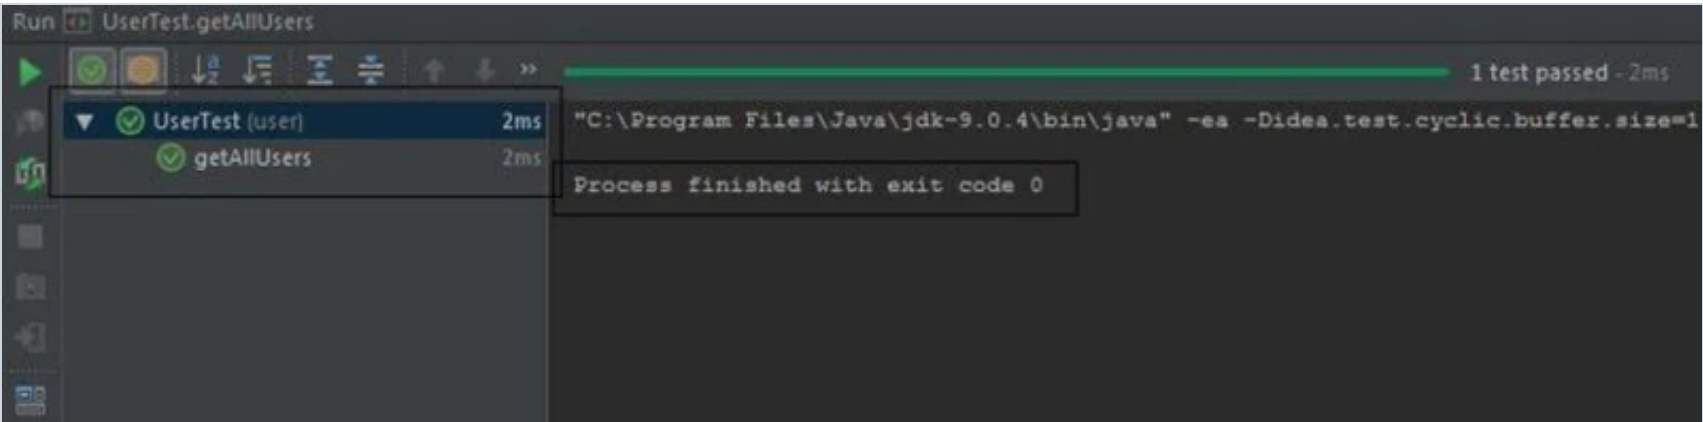 Run UserTest.getAllUsers
1 test passed - 2ms
UserTest (user) 2ms
getAllUsers 2ms
"C:\Program Files\Java\jdk-9.0.4\bin\java" -ea -Didea.test.cyclic.buffer.size=1
Process finished with exit code 0